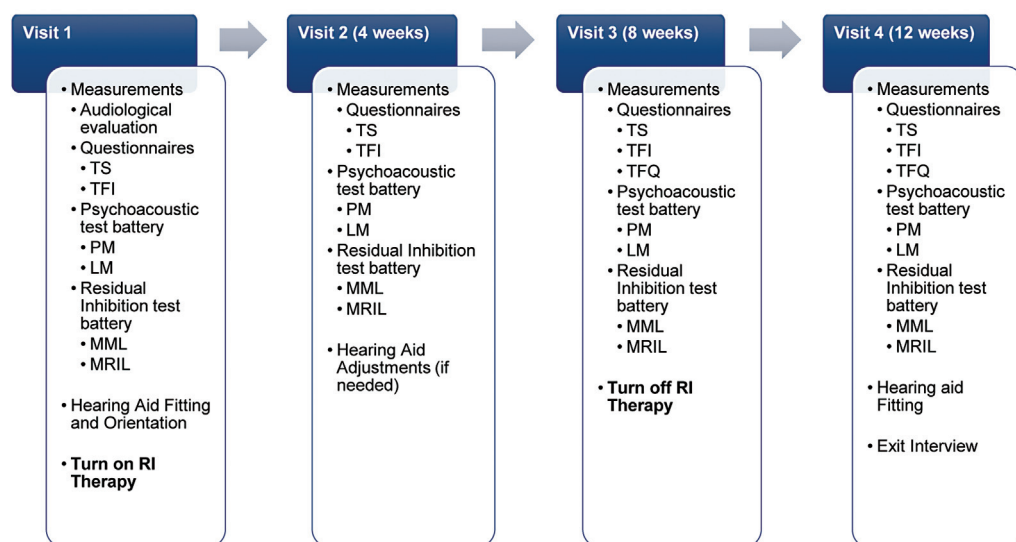 Visit 1
• Measurements
• Audiological
evaluation
• Questionnaires
• TS
• TFI
• Psychoacoustic
test battery
• PM
• LM
• Residual
Inhibition test
battery
• MML
• MRIL
• Hearing Aid Fitting
and Orientation
• Turn on RI
Therapy
Visit 2 (4 weeks)
• Measurements
• Questionnaires
• TS
• TFI
• Psychoacoustic
test battery
• PM
• LM
• Residual Inhibition
test battery
• MML
• MRIL
• Hearing Aid
Adjustments (if
needed)
Visit 3 (8 weeks)
• Measurements
• Questionnaires
• TS
• TFI
• TFQ
• Psychoacoustic
test battery
• PM
• LM
• Residual
Inhibition test
battery
• MML
• MRIL
• Turn off RI
Therapy
Visit 4 (12 weeks)
• Measurements
• Questionnaires
• TS
• TFI
• TFQ
• Psychoacoustic
test battery
• PM
• LM
• Residual
Inhibition test
battery
• MML
• MRIL
• Hearing aid
Fitting
• Exit Interview